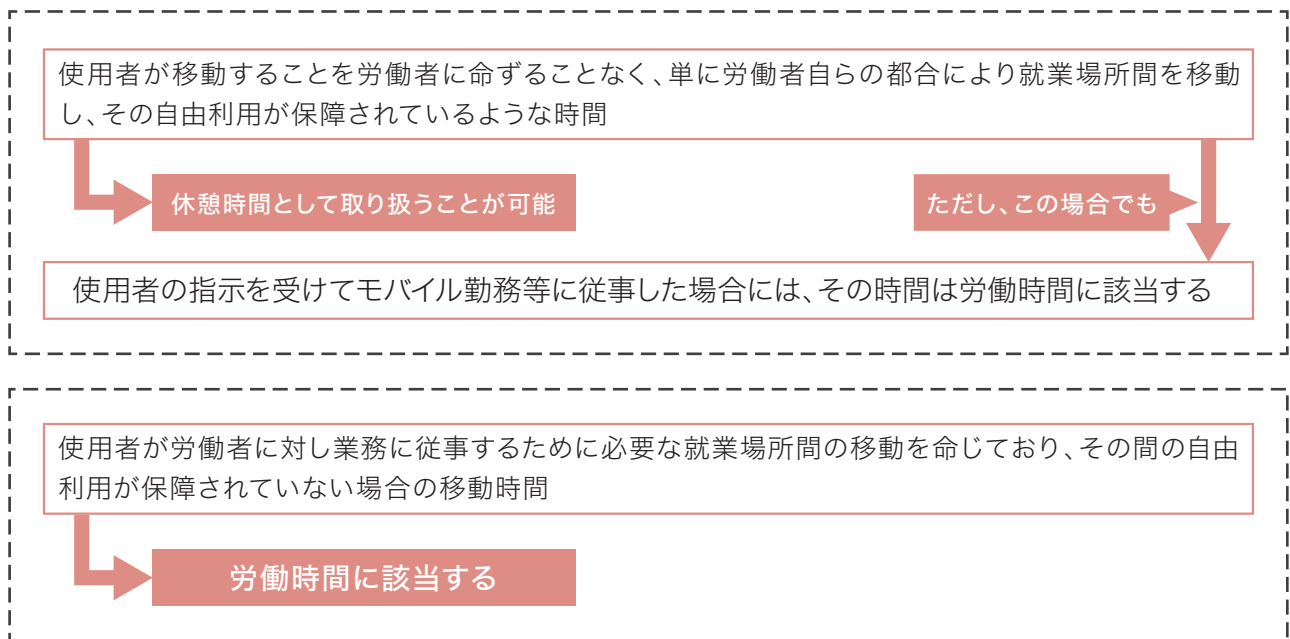 使用者が移動することを労働者に命ずることなく、単に労働者自らの都合により就業場所間を移動
し、その自由利用が保障されているような時間
休憩時間として取り扱うことが可能
ただし、この場合でも
使用者の指示を受けてモバイル勤務等に従事した場合には、その時間は労働時間に該当する
使用者が労働者に対し業務に従事するために必要な就業場所間の移動を命じており、その間の自由
利用が保障されていない場合の移動時間
労働時間に該当する